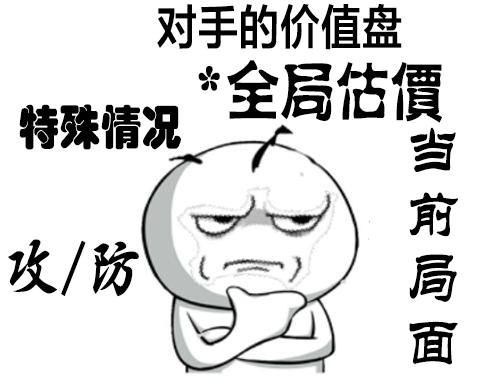 对手的价值盘
*全局估價
特殊情况
当前局面
攻/防